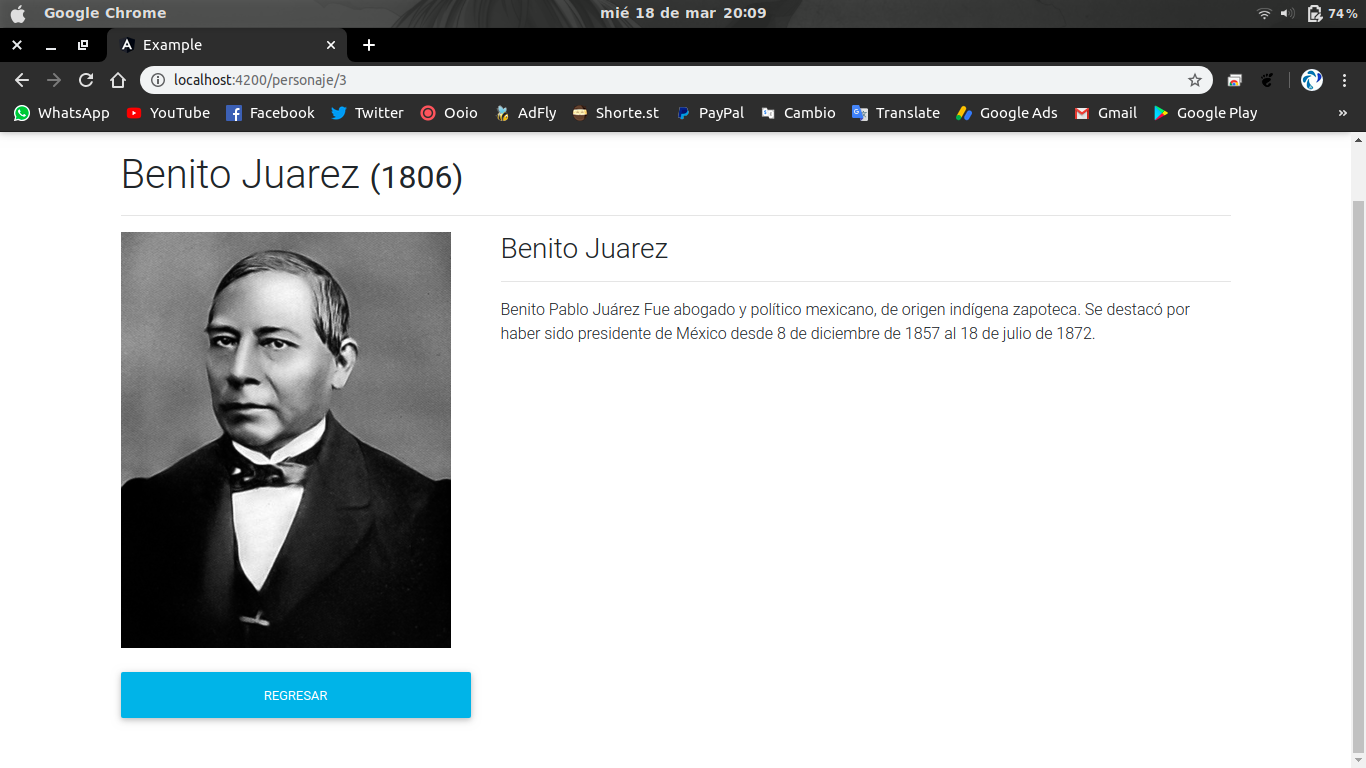 Google Chrome
mié 18 de mar 20:09
74%
Example
localhost:4200/personaje/3
WhatsApp
YouTube
Facebook
Twitter
Ooio
AdFly
Shorte.st
PayPal
Cambio
Translate
Google Ads
Gmail
Google Play
»
Benito Juarez (1806)
Benito Juarez
Benito Pablo Juárez Fue abogado y político mexicano, de origen indígena zapoteca. Se destacó por
haber sido presidente de México desde 8 de diciembre de 1857 al 18 de julio de 1872.
REGRESAR